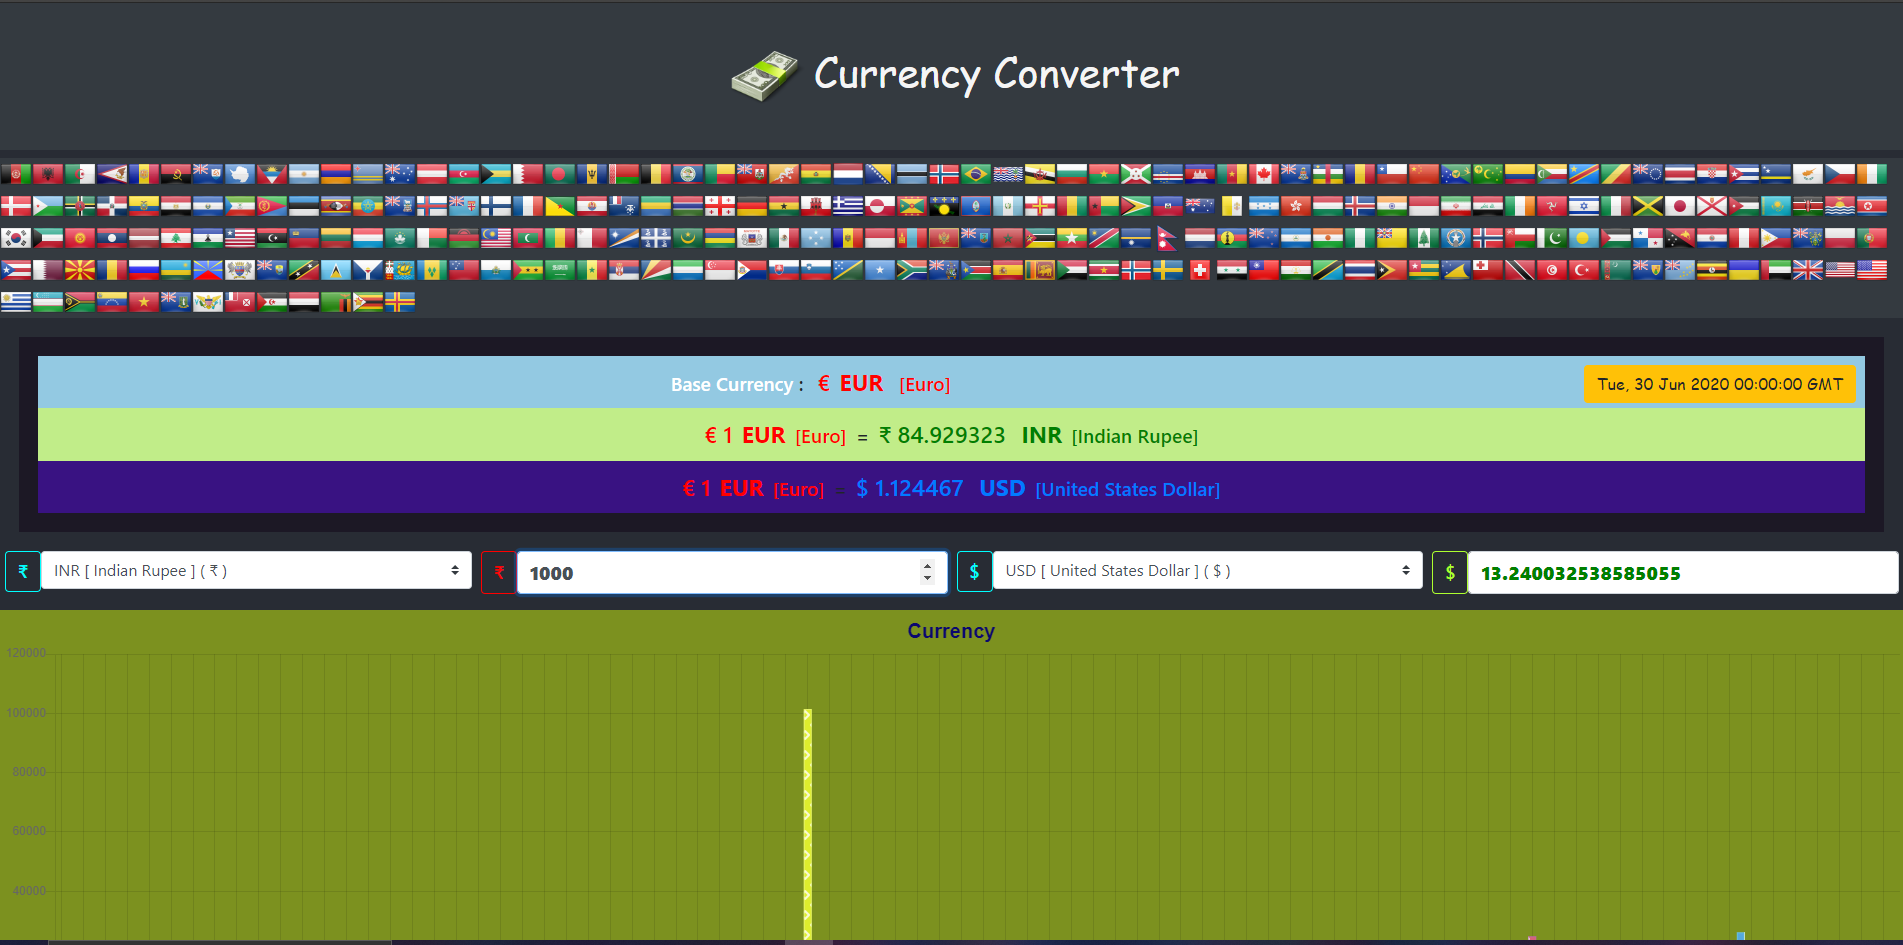 Currency Converter
Base Currency : € EUR [Euro]
Tue, 30 Jun 2020 00:00:00 GMT
€ 1 EUR [Euro] = ₹ 84.929323 INR [Indian Rupee]
€ 1 EUR [Euro] = $ 1.124467 USD [United States Dollar]
₹ INR [ Indian Rupee ] ( ₹ ) ₹ 1000 $ USD [ United States Dollar ] ( $ ) $ 13.240032538585055
Currency
120000
100000
80000
60000
40000